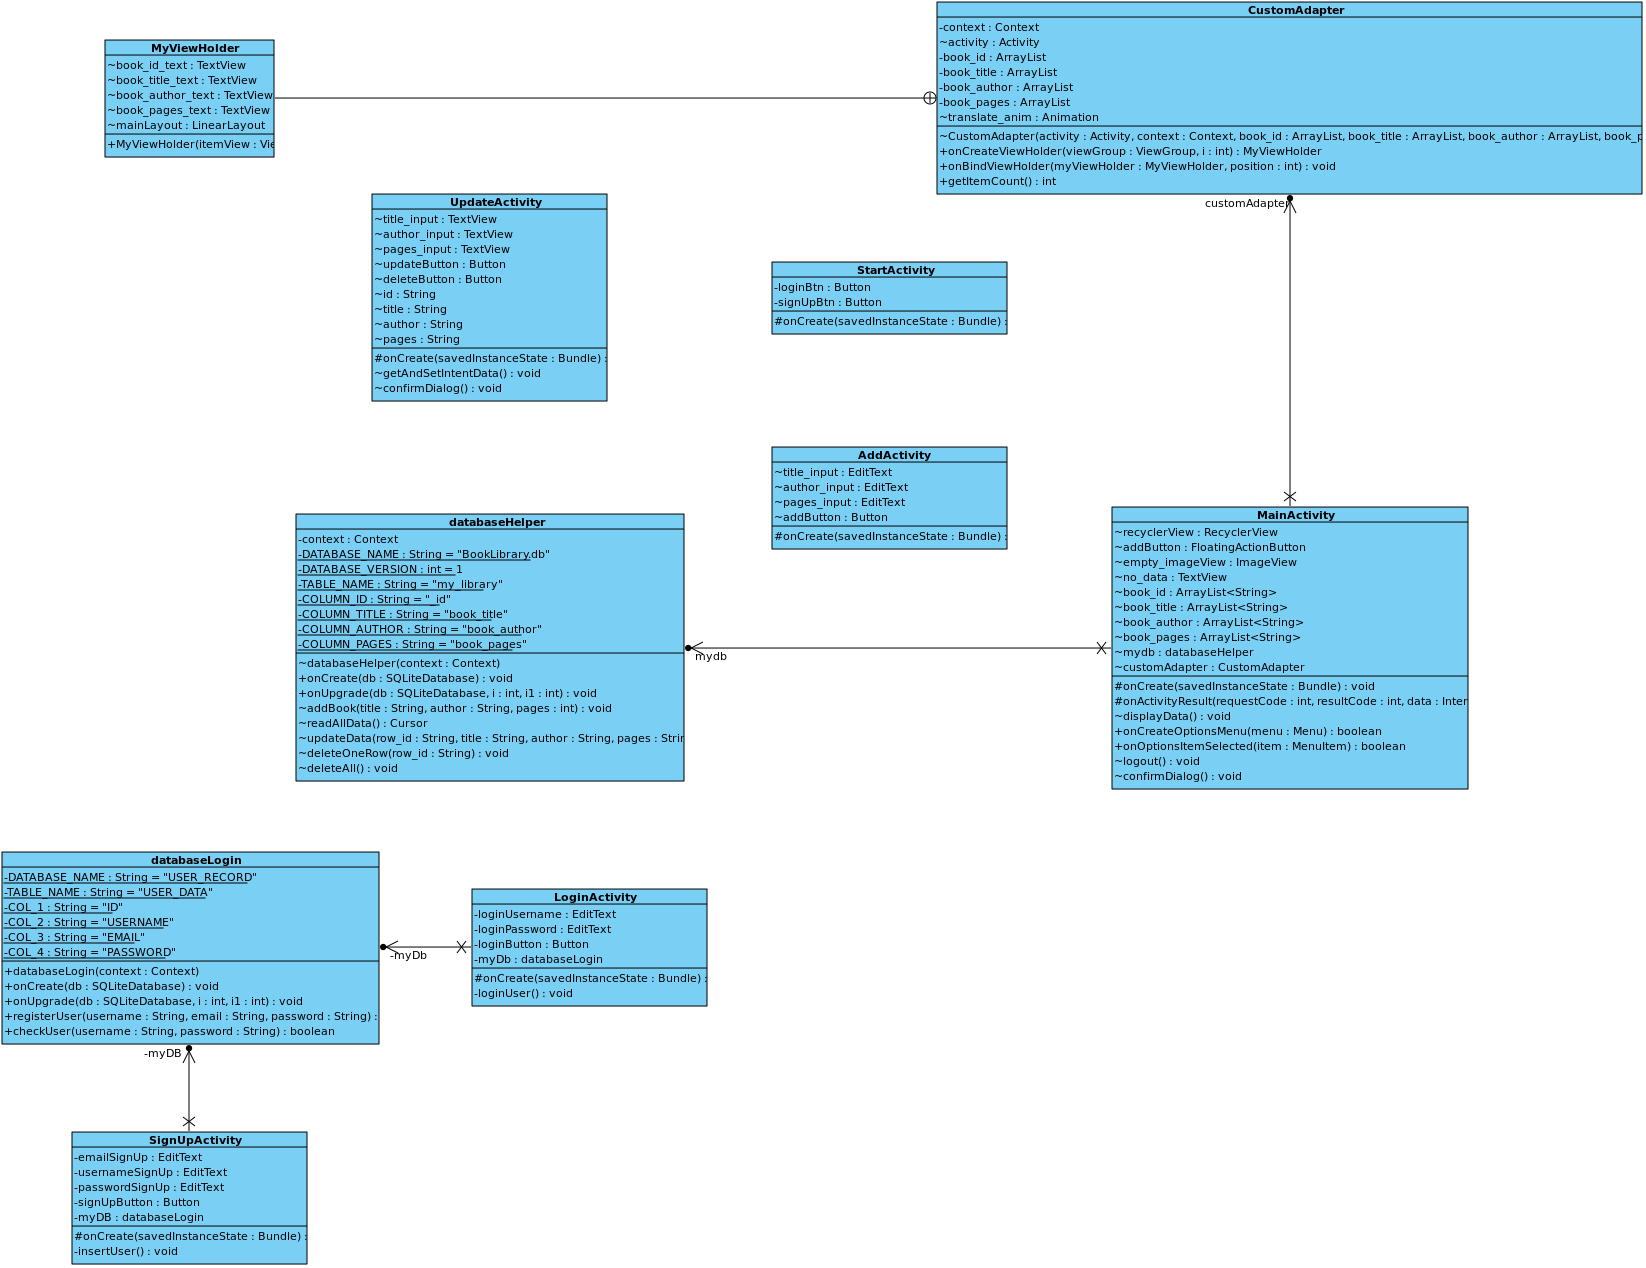 MyViewHolder
~book_id_text : TextView
~book_title_text : TextView
~book_author_text : TextView
~book_pages_text : TextView
~mainLayout : LinearLayout
+MyViewHolder(itemView :
CustomAdapter
-context : Context
~activity : Activity
-book_id : ArrayList
-book_title : ArrayList
-book_author : ArrayList
-book_pages : ArrayList
~translate_anim : Animation
~CustomAdapter(activity : Activity, context : Context, book_id : ArrayList, book_title : ArrayList, book_author : ArrayList,
+onCreateViewHolder(viewGroup : ViewGroup, i : int) : MyViewHolder
+onBindViewHolder(myViewHolder : MyViewHolder, position : int) : void
+getItemCount() : int
customAdapter
UpdateActivity
~title_input : TextView
~author_input : TextView
~pages_input : TextView
~updateButton : Button
~deleteButton : Button
~id : String
~title : String
~author : String
~pages : String
#onCreate(savedInstanceState : Bundle) :
~getAndSetIntentData() : void
~confirmDialog() : void
StartActivity
-loginBtn : Button
-signUpBtn : Button
#onCreate(savedInstanceState : Bundle) :
AddActivity
~title_input : EditText
~author_input : EditText
~pages_input : EditText
~addButton : Button
#onCreate(savedInstanceState : Bundle) :
databaseHelper
-context : Context
-DATABASE_NAME : String = "BookLibrary.db"
-DATABASE_VERSION : int = 1
-TABLE_NAME : String = "my_library"
-COLUMN_ID : String = "_id"
-COLUMN_TITLE : String = "book_title"
-COLUMN_AUTHOR : String = "book_author"
-COLUMN_PAGES : String = "book_pages"
~databaseHelper(context : Context)
+onCreate(db : SQLiteDatabase) : void
+onUpgrade(db : SQLiteDatabase, i : int, i1 : int) : void
~addBook(title : String, author : String, pages : int) : void
~readAllData() : Cursor
~updateData(row_id : String, title : String, author : String, pages :
~deleteOneRow(row_id : String) : void
~deleteAll() : void
mydb
MainActivity
~recyclerView : RecyclerView
~addButton : FloatingActionButton
~empty_imageView : ImageView
~no_data : TextView
~book_id : ArrayList<String>
~book_title : ArrayList<String>
~book_author : ArrayList<String>
~book_pages : ArrayList<String>
~mydb : databaseHelper
~customAdapter : CustomAdapter
#onCreate(savedInstanceState : Bundle) : void
#onActivityResult(requestCode : int, resultCode : int, data :
~displayData() : void
+onCreateOptionsMenu(menu : Menu) : boolean
+onOptionsItemSelected(item : MenuItem) : boolean
~logout() : void
~confirmDialog() : void
databaseLogin
-DATABASE_NAME : String = "USER_RECORD"
-TABLE_NAME : String = "USER_DATA"
-COL_1 : String = "ID"
-COL_2 : String = "USERNAME"
-COL_3 : String = "EMAIL"
-COL_4 : String = "PASSWORD"
+databaseLogin(context : Context)
+onCreate(db : SQLiteDatabase) : void
+onUpgrade(db : SQLiteDatabase, i : int, i1 : int) : void
+registerUser(username : String, email : String, password : String) :
+checkUser(username : String, password : String) : boolean
-myDb
LoginActivity
-loginUsername : EditText
-loginPassword : EditText
-loginButton : Button
-myDb : databaseLogin
#onCreate(savedInstanceState : Bundle) :
-loginUser() : void
-myDB
SignUpActivity
-emailSignUp : EditText
-usernameSignUp : EditText
-passwordSignUp : EditText
-signUpButton : Button
-myDB : databaseLogin
#onCreate(savedInstanceState : Bundle) :
-insertUser() : void